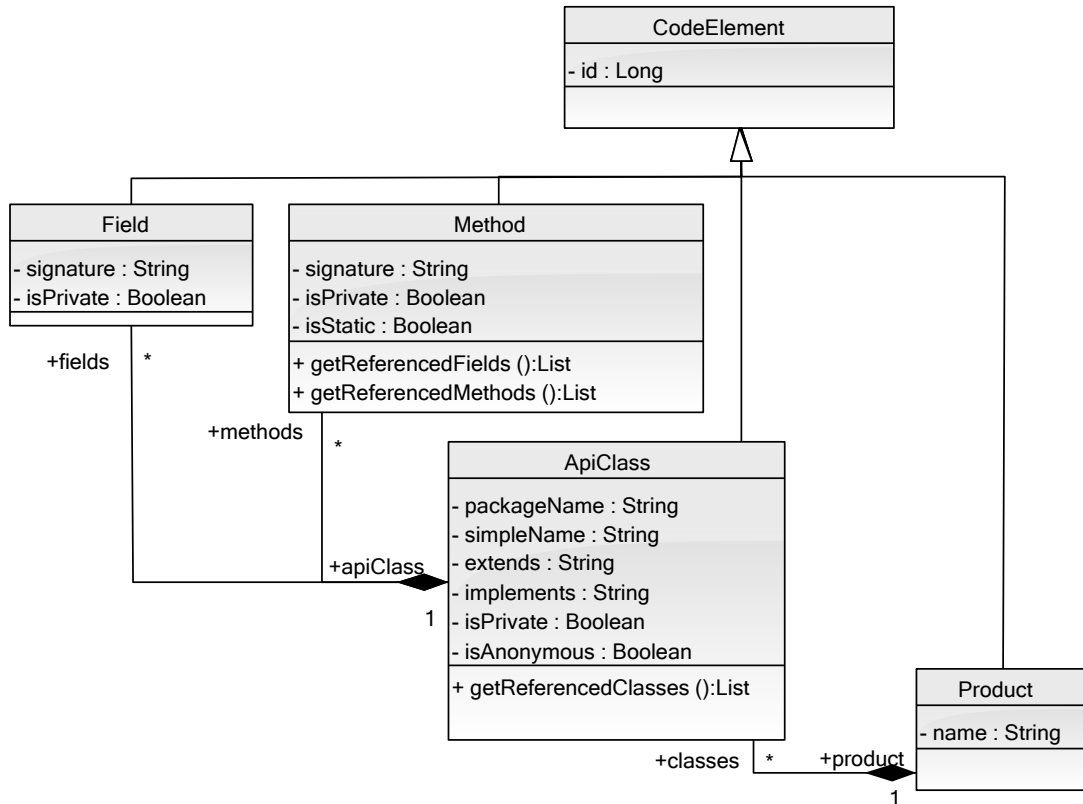 CodeElement
- id : Long
Field
- signature : String
- isPrivate : Boolean
Method
- signature : String
- isPrivate : Boolean
- isStatic : Boolean
+ getReferencedFields ():List
+ getReferencedMethods ():List
+fields
*
+methods
*
ApiClass
- packageName : String
- simpleName : String
- extends : String
- implements : String
- isPrivate : Boolean
- isAnonymous : Boolean
+ getReferencedClasses ():List
+apiClass
1
Product
- name : String
+classes
*
+product
1